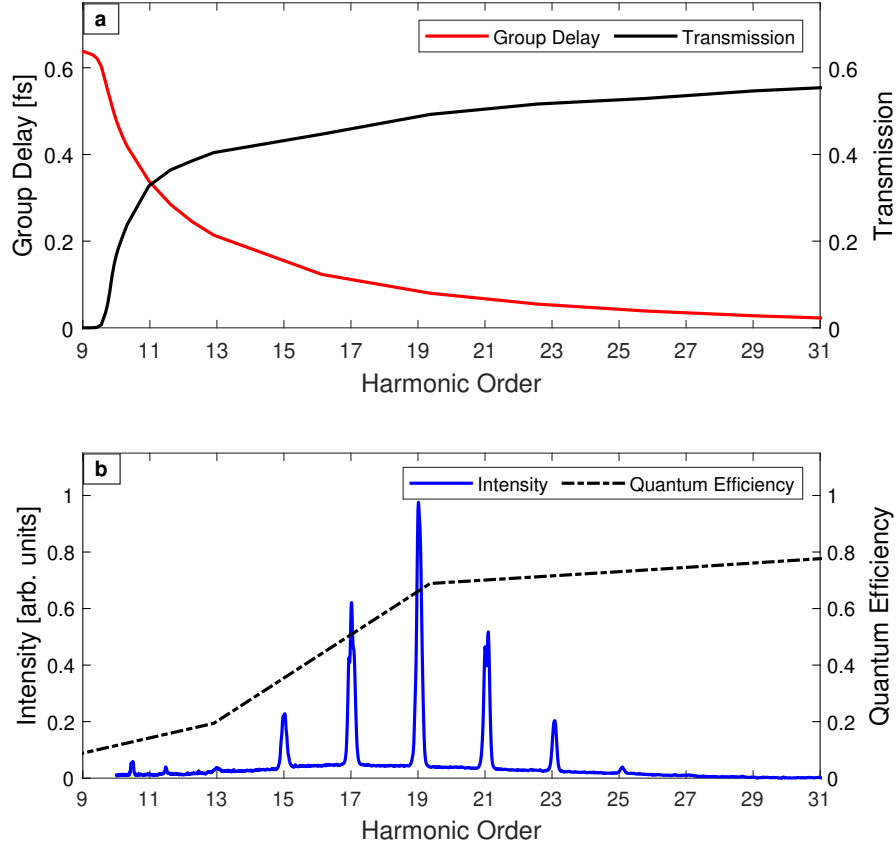 a
Group Delay
Transmission
0.6
0.4
0.2
0
0.6
0.4
0.2
0
Group Delay [fs]
Transmission
9 11 13 15 17 19 21 23 25 27 29 31
Harmonic Order
b
Intensity
Quantum Efficiency
1
0.8
0.6
0.4
0.2
0
1
0.8
0.6
0.4
0.2
0
Intensity [arb. units]
Quantum Efficiency
9 11 13 15 17 19 21 23 25 27 29 31
Harmonic Order